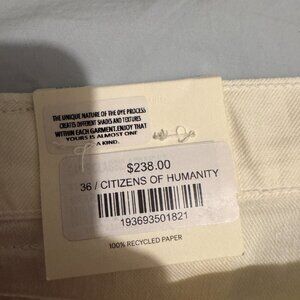 THE UNIQUE NATURE OF THE DYE PROCESS
CREATES DIFFERENT SHADES AND TEXTURES
WITHIN EACH GARMENT.ENJOY THAT
YOURS IS ALMOST ONE
A KIND.
$238.00
36 / CITIZENS OF HUMANITY
193693501821
100% RECYCLED PAPER